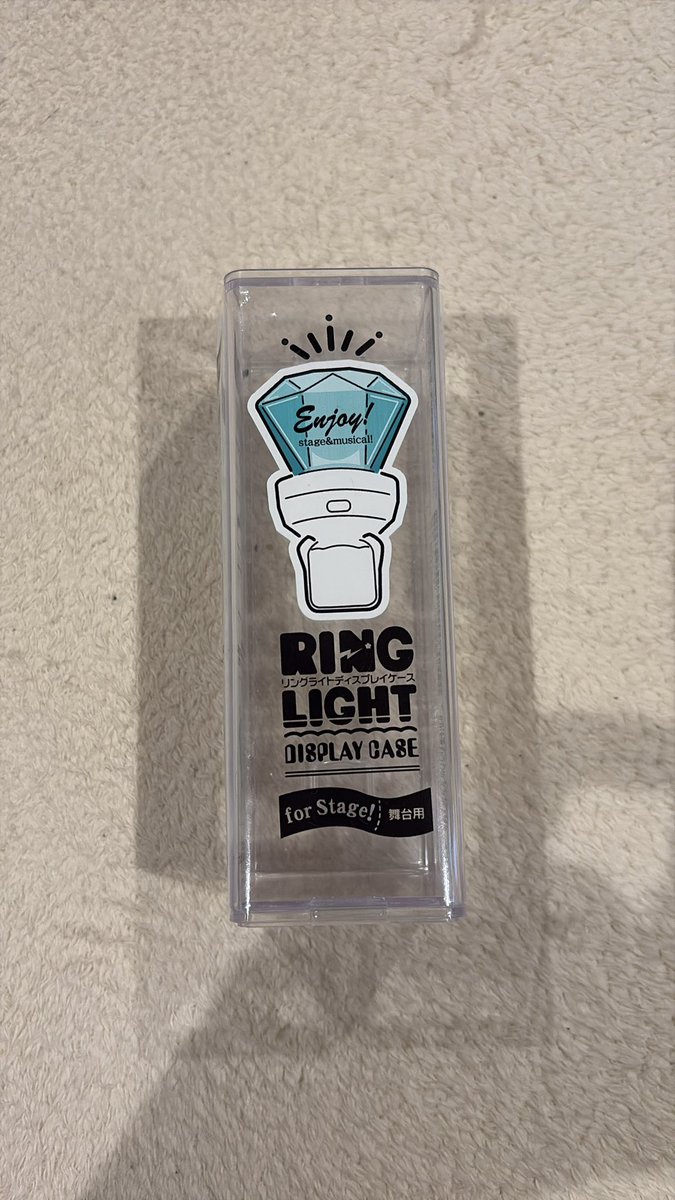 Enjoy!
stage&musical!
RING
リングライトディスプレイケース
LIGHT
DISPLAY CASE
for Stage! 舞台用